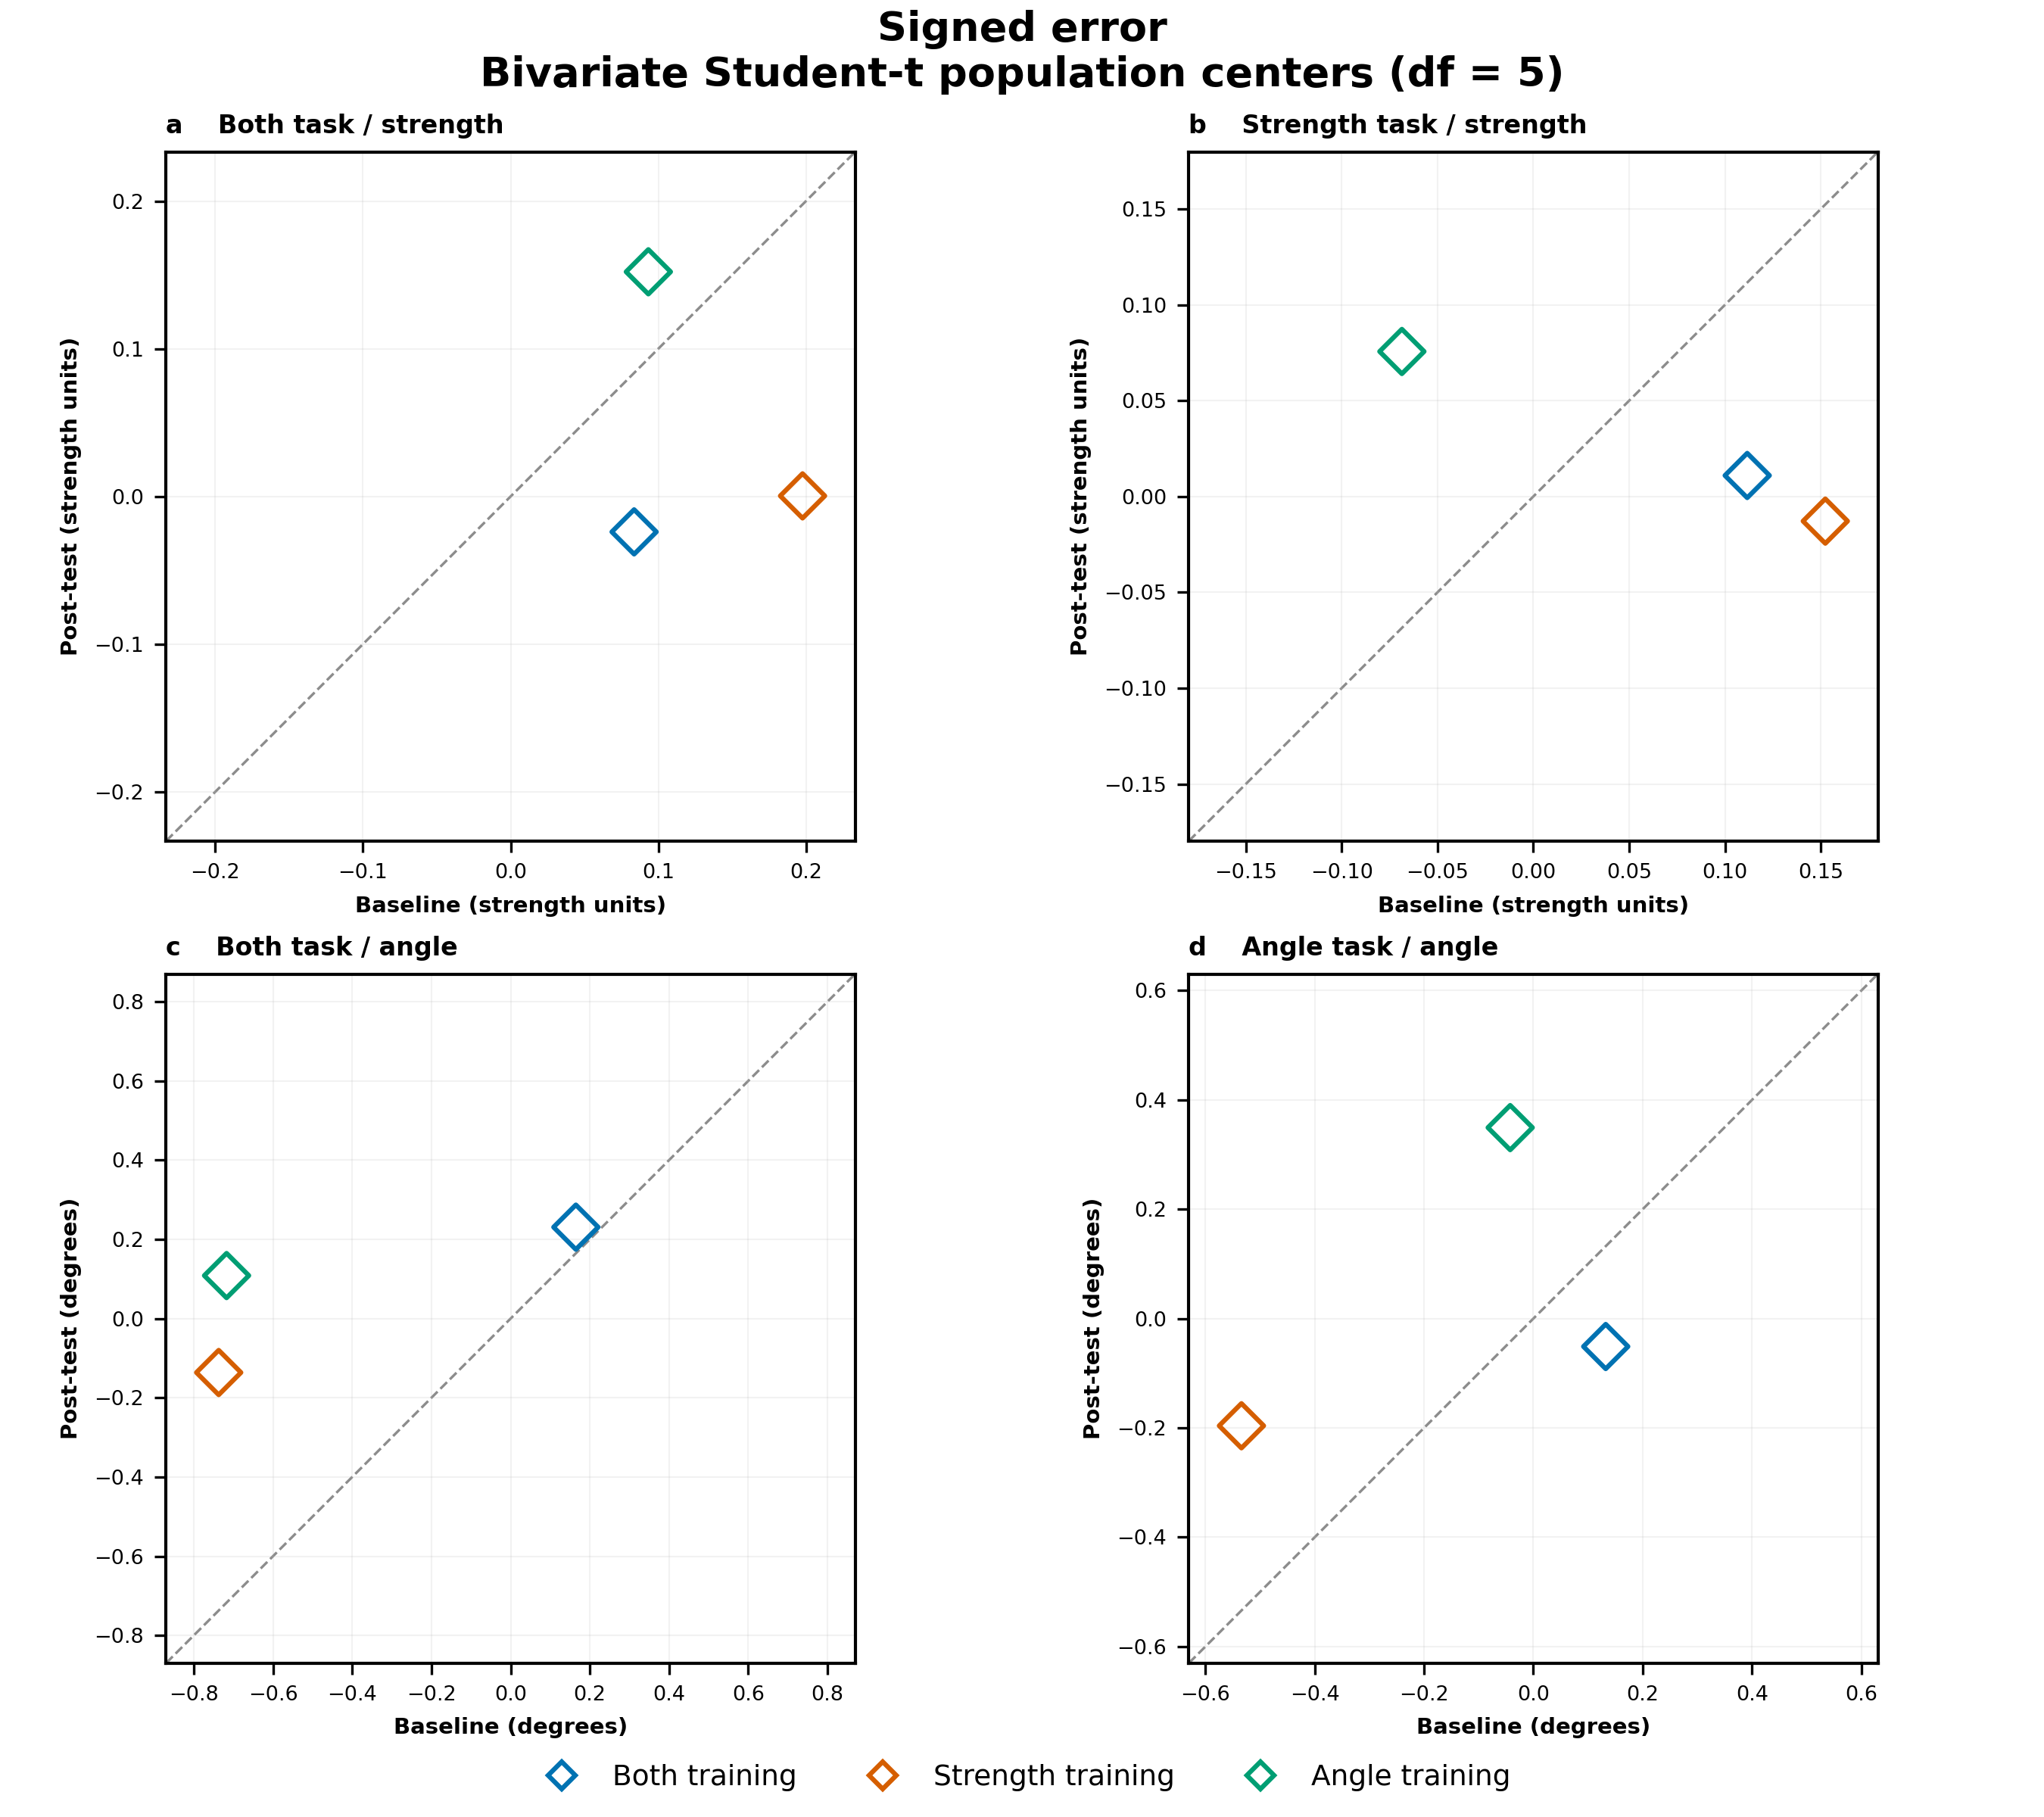 Signed error
Bivariate Student-t population centers (df = 5)
a Both task / strength
0.2
0.1
0.0
−0.1
−0.2
Post-test (strength units)
−0.2 −0.1 0.0 0.1 0.2
Baseline (strength units)
b Strength task / strength
0.15
0.10
0.05
0.00
−0.05
−0.10
−0.15
Post-test (strength units)
−0.15 −0.10 −0.05 0.00 0.05 0.10 0.15
Baseline (strength units)
c Both task / angle
0.8
0.6
0.4
0.2
0.0
−0.2
−0.4
−0.6
−0.8
Post-test (degrees)
−0.8 −0.6 −0.4 −0.2 0.0 0.2 0.4 0.6 0.8
Baseline (degrees)
d Angle task / angle
0.6
0.4
0.2
0.0
−0.2
−0.4
−0.6
Post-test (degrees)
−0.6 −0.4 −0.2 0.0 0.2 0.4 0.6
Baseline (degrees)
Both training Strength training Angle training